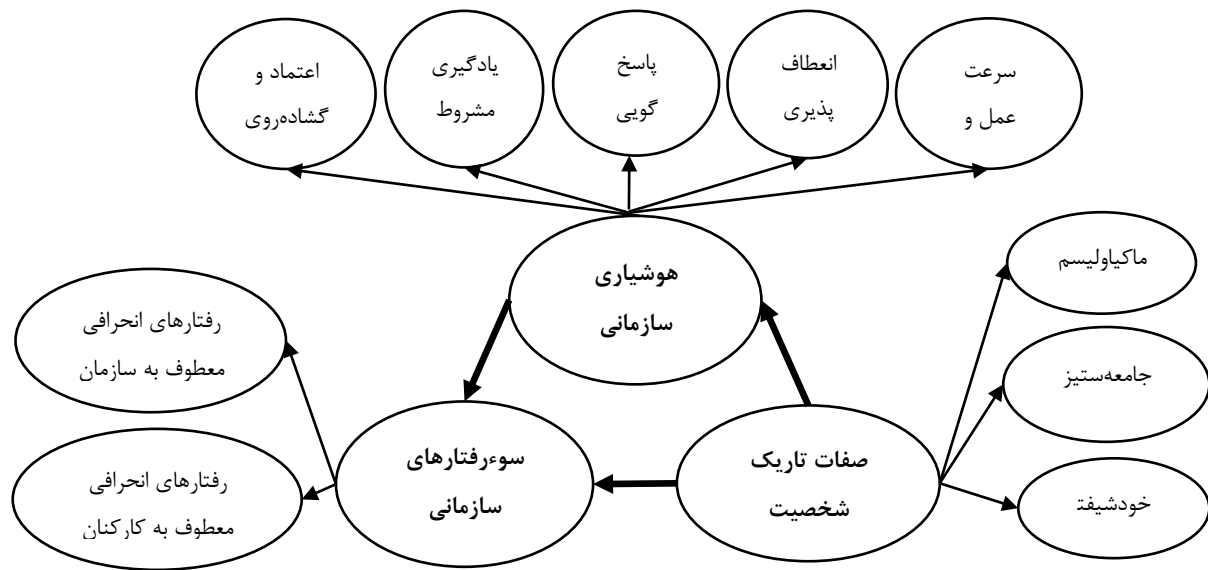 سرعت
عمل و
انعطاف
پذیری
پاسخ
گویی
یادگیری
مشروط
اعتماد و
گشاده‌روی
هوشیاری
سازمانی
ماکیاولیسم
جامعه‌ستیز
خودشیفت
صفات تاریک
شخصیت
سوءرفتارهای
سازمانی
رفتارهای انحرافی
معطوف به سازمان
رفتارهای انحرافی
معطوف به کارکنان